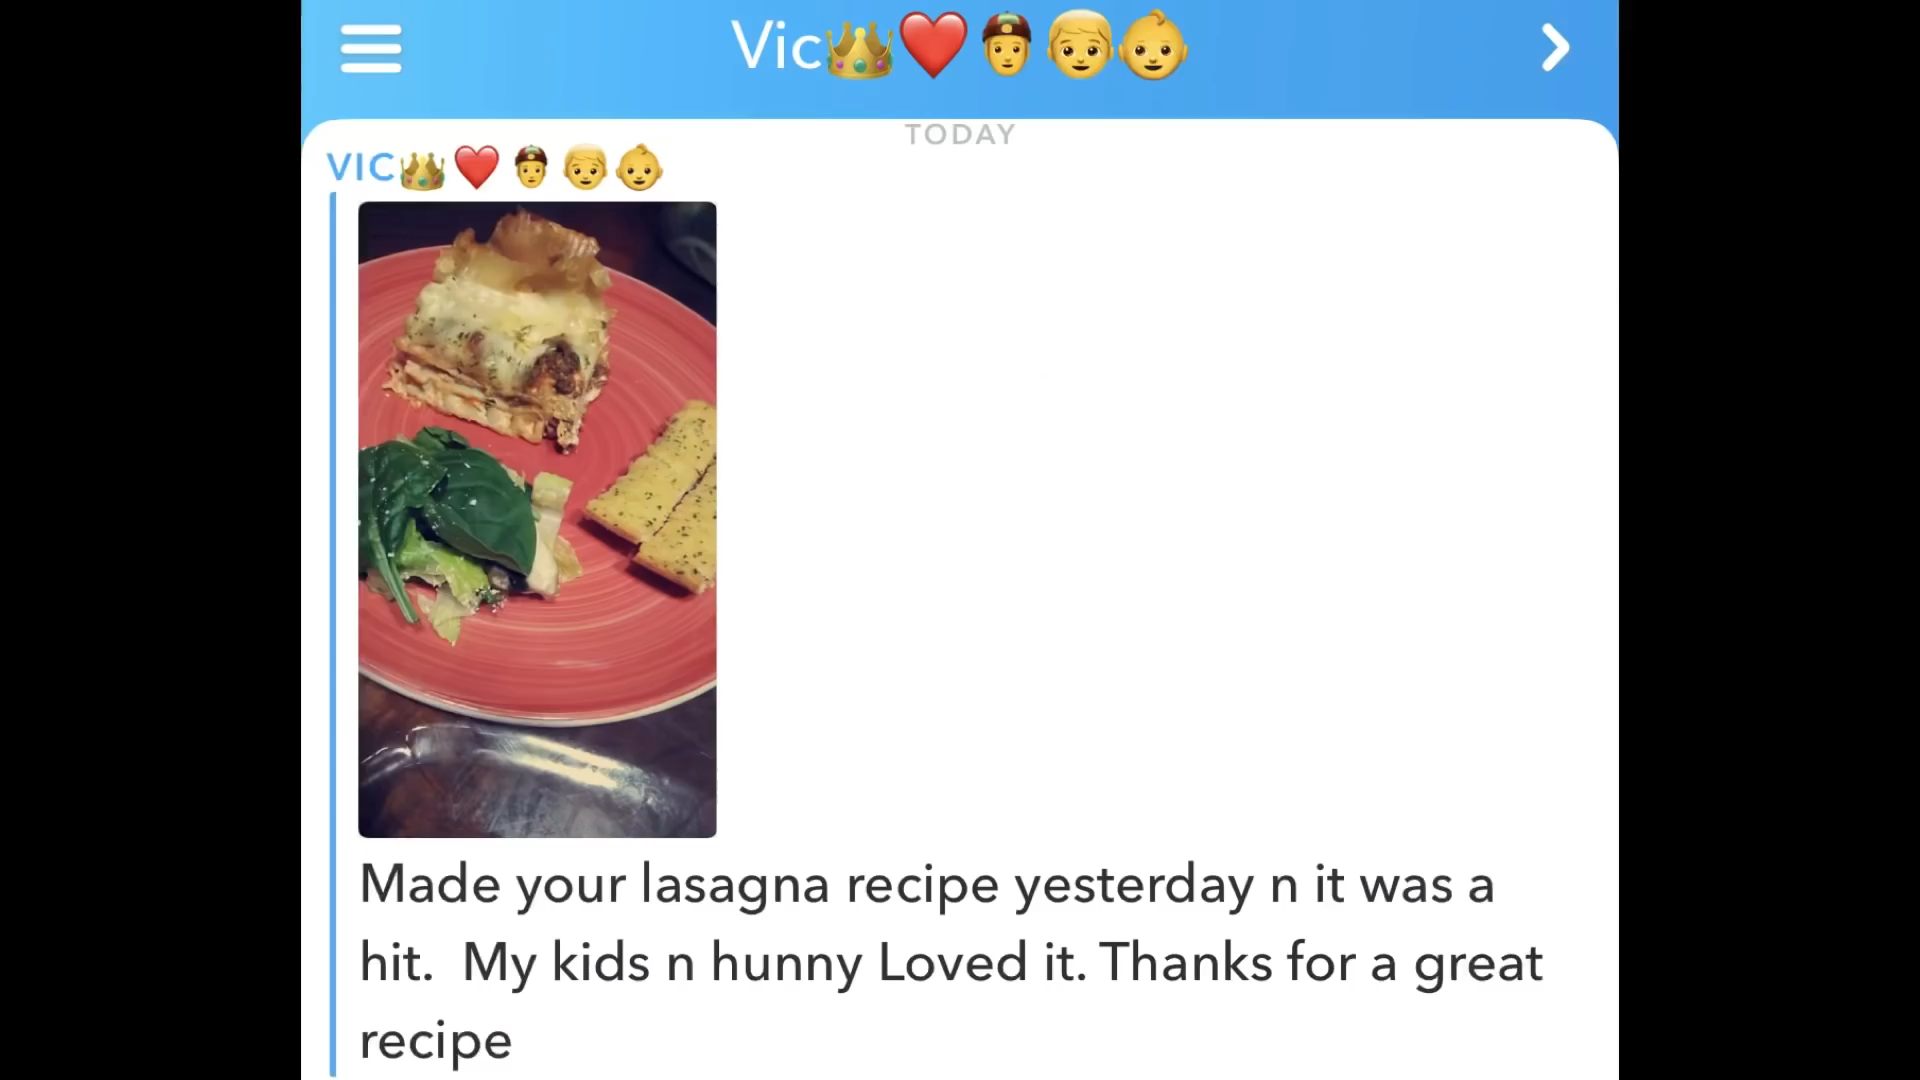 Vic👑❤️👲👦👶
TODAY
VIC👑❤️👲👦👶
Made your lasagna recipe yesterday n it was a
hit.  My kids n hunny Loved it. Thanks for a great
recipe